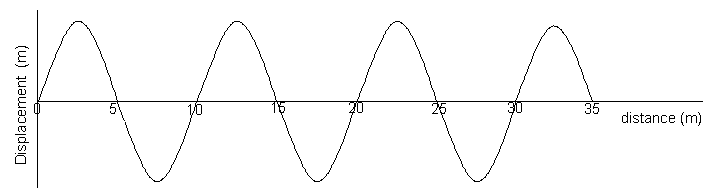 Displacement (m)
0 5 10 15 20 25 30 35
distance (m)